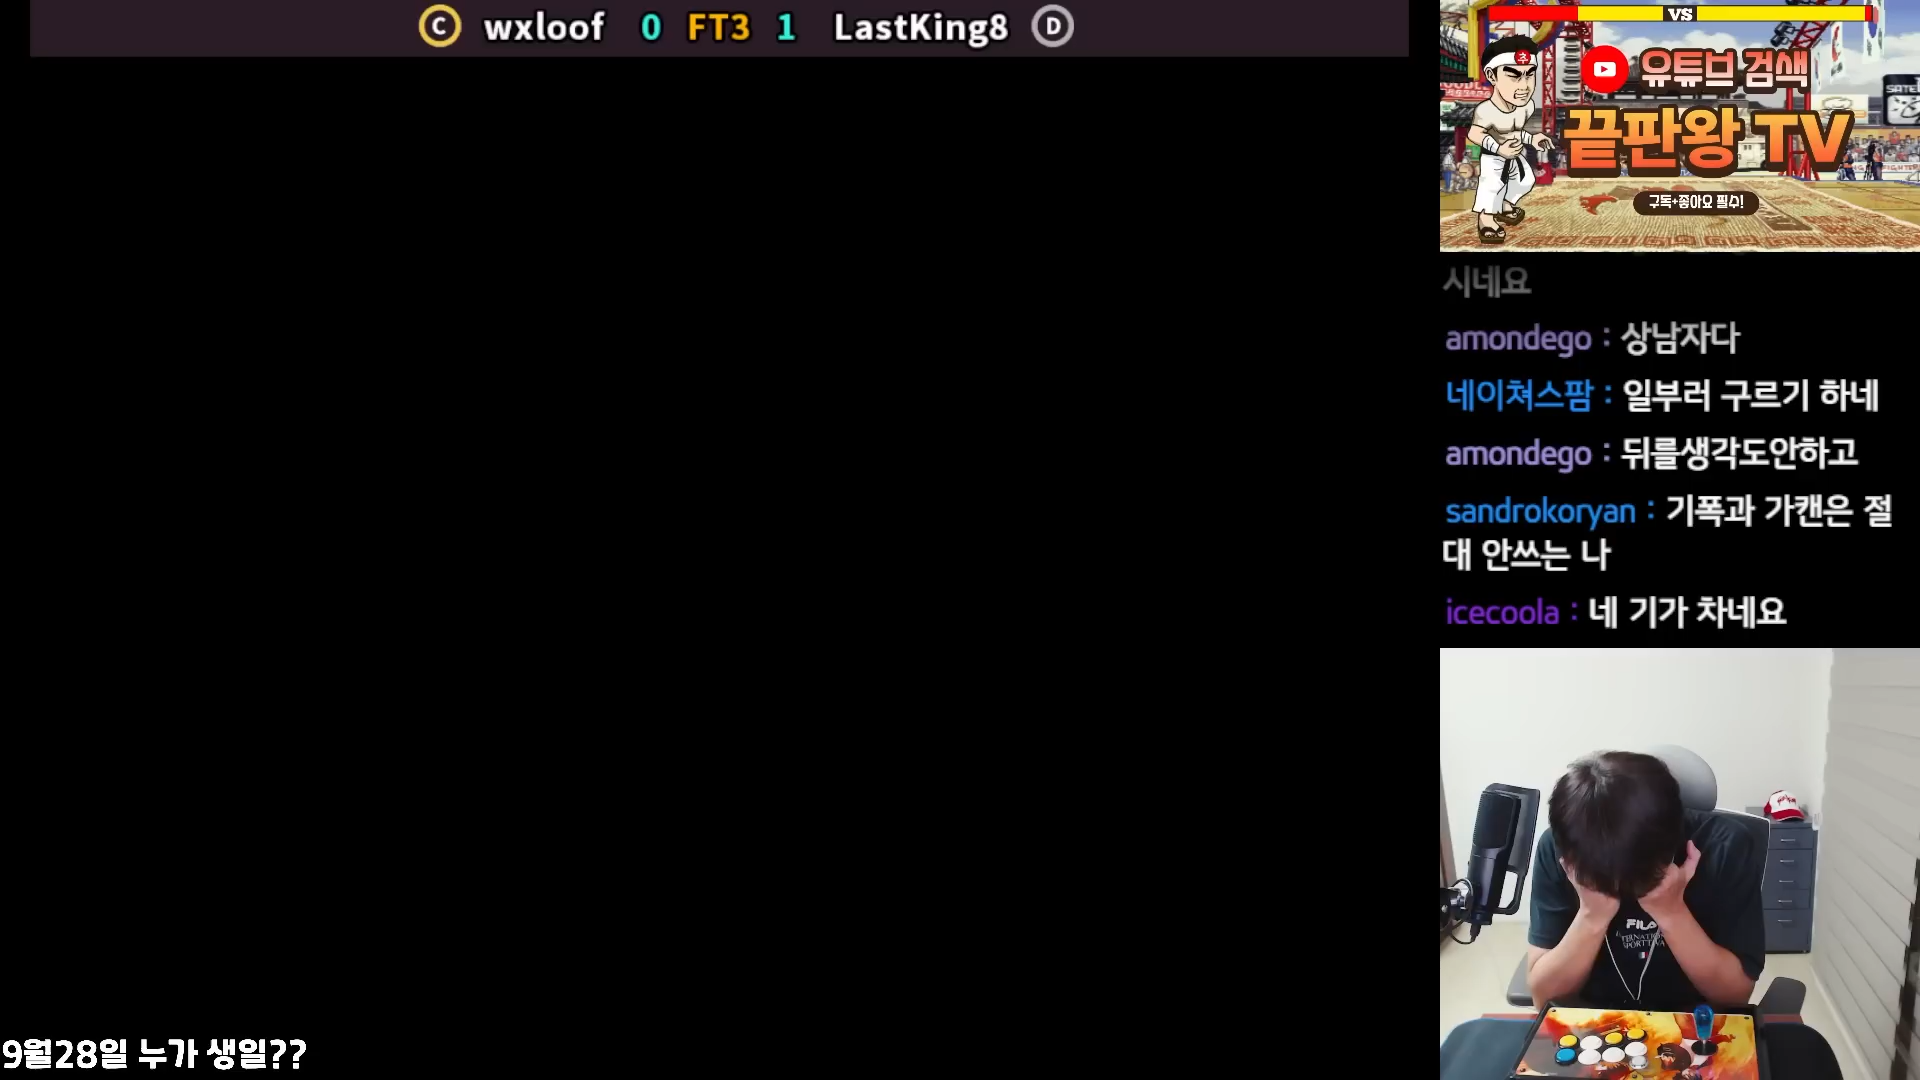 C wxloof 0 FT3 1 LastKing8 D
VS
유튜브 검색
끝판왕 TV
구독+좋아요 필수!
시네요
amondego : 상남자다
네이쳐스팜 : 일부러 구르기 하네
amondego : 뒤를생각도안하고
sandrokoryan : 기폭과 가캔은 절
대 안쓰는 나
icecoola : 네 기가 차네요
FILA
9월28일 누가 생일??